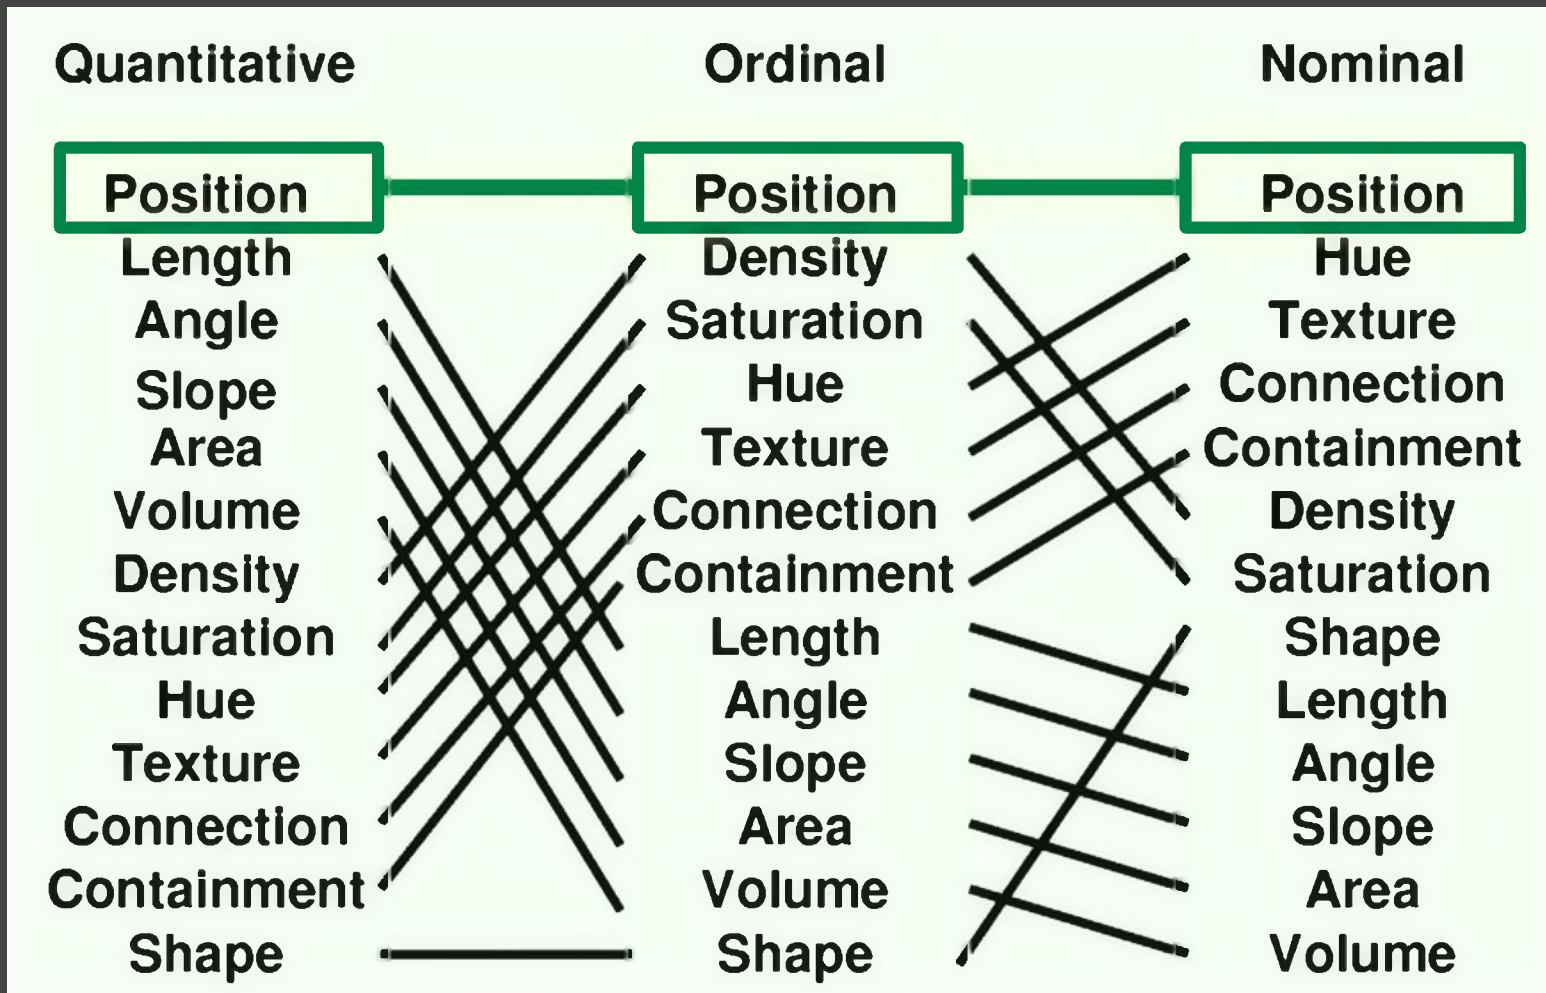 Quantitative Ordinal Nominal
Position Position Position
Length Density Hue
Angle Saturation Texture
Slope Hue Connection
Area Texture Containment
Volume Connection Density
Density Containment Saturation
Saturation Length Shape
Hue Angle Length
Texture Slope Angle
Connection Area Slope
Containment Volume Area
Shape Shape Volume